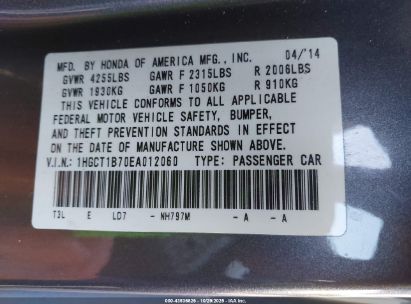 MFD. BY HONDA OF AMERICA MFG., INC. 04/14
GVWR 4255LBS GAWR F 2315LBS R 2006LBS
GVWR 1930KG GAWR F 1050KG R 910KG
THIS VEHICLE CONFORMS TO ALL APPLICABLE
FEDERAL MOTOR VEHICLE SAFETY, BUMPER,
AND THEFT PREVENTION STANDARDS IN EFFECT
ON THE DATE OF MANUFACTURE SHOWN ABOVE.
V.I.N.: 1HGCT1B70EA012060 TYPE: PASSENGER CAR
T3L E LD7 - NH797M - A - A